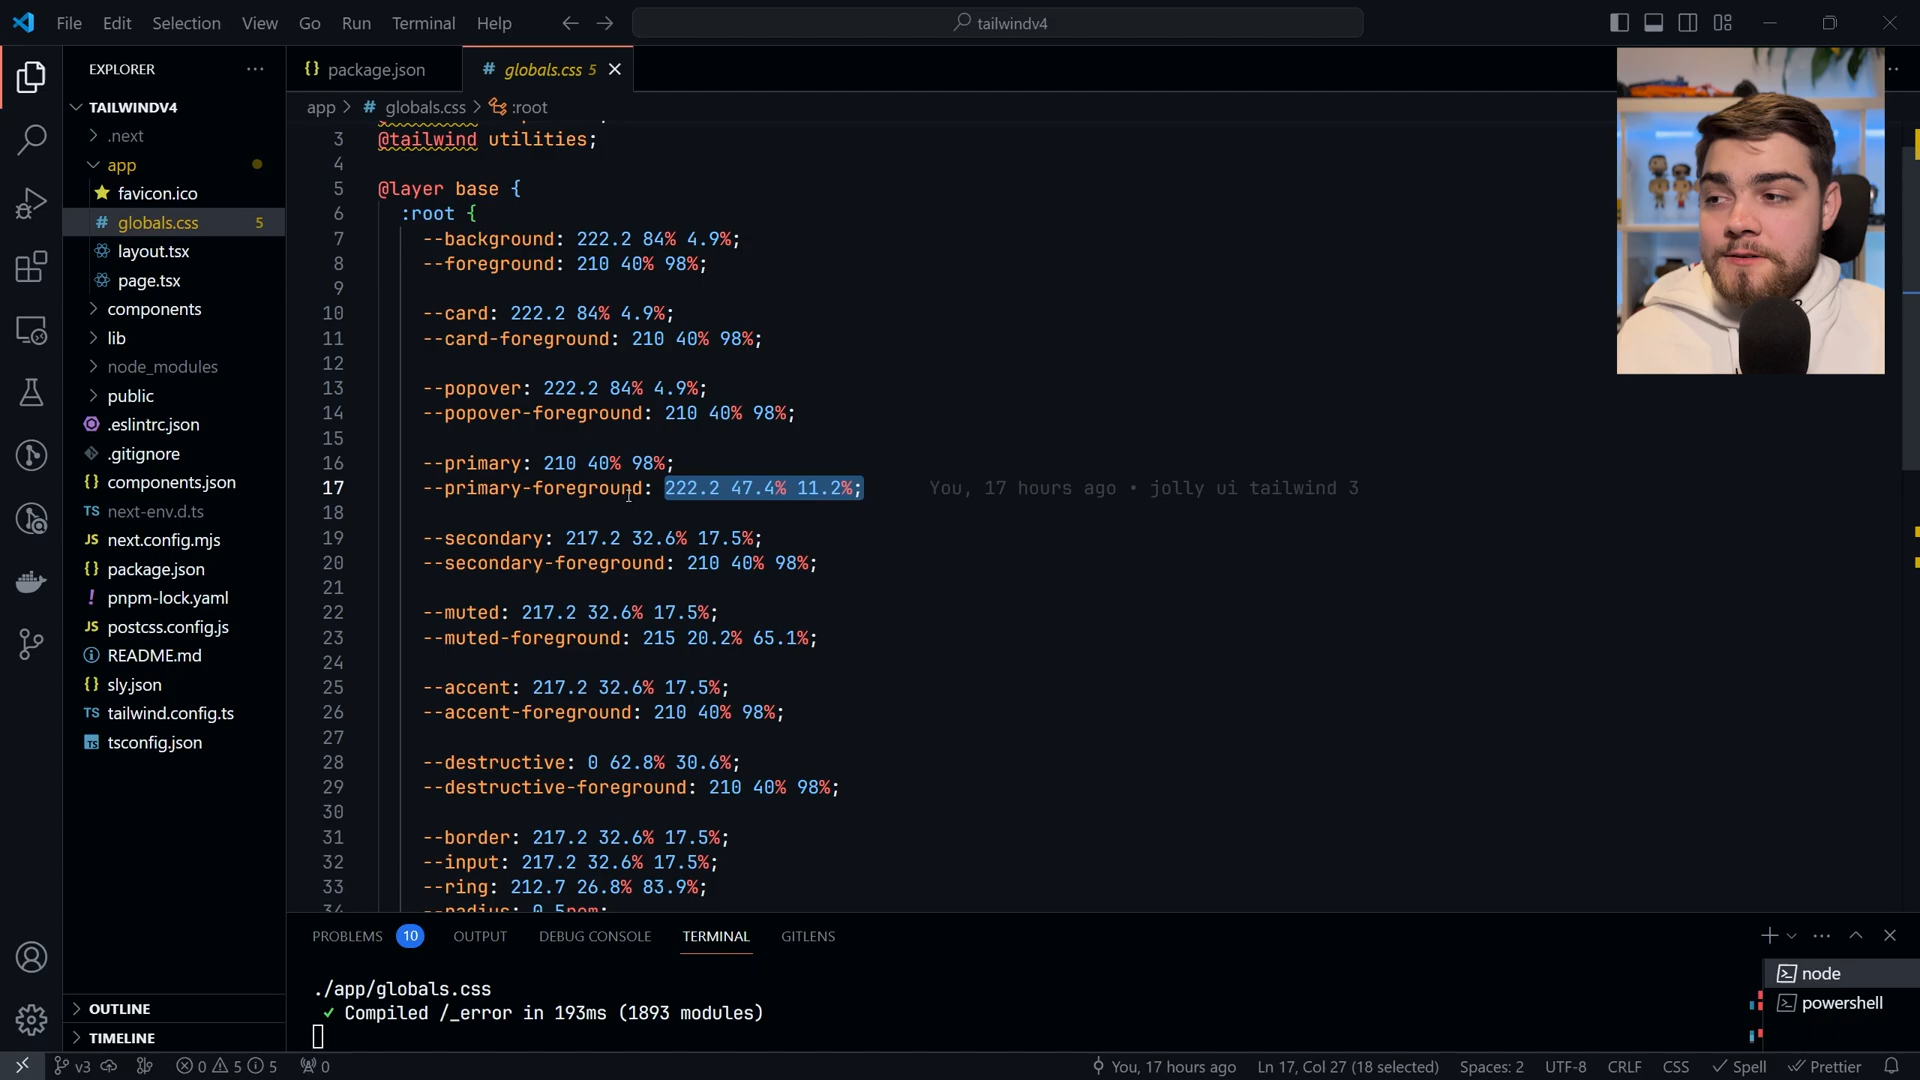 File Edit Selection View Go Run Terminal Help
tailwindv4
EXPLORER
TAILWINDV4
.next
app
favicon.ico
globals.css 5
layout.tsx
page.tsx
components
lib
node_modules
public
.eslintrc.json
.gitignore
components.json
next-env.d.ts
next.config.mjs
package.json
pnpm-lock.yaml
postcss.config.js
README.md
sly.json
tailwind.config.ts
tsconfig.json
OUTLINE
TIMELINE
package.json
globals.css 5
app > globals.css > :root
3 @tailwind utilities;
4
5 @layer base {
6 :root {
7 --background: 222.2 84% 4.9%;
8 --foreground: 210 40% 98%;
9
10 --card: 222.2 84% 4.9%;
11 --card-foreground: 210 40% 98%;
12
13 --popover: 222.2 84% 4.9%;
14 --popover-foreground: 210 40% 98%;
15
16 --primary: 210 40% 98%;
17 --primary-foreground: 222.2 47.4% 11.2%; You, 17 hours ago • jolly ui tailwind 3
18
19 --secondary: 217.2 32.6% 17.5%;
20 --secondary-foreground: 210 40% 98%;
21
22 --muted: 217.2 32.6% 17.5%;
23 --muted-foreground: 215 20.2% 65.1%;
24
25 --accent: 217.2 32.6% 17.5%;
26 --accent-foreground: 210 40% 98%;
27
28 --destructive: 0 62.8% 30.6%;
29 --destructive-foreground: 210 40% 98%;
30
31 --border: 217.2 32.6% 17.5%;
32 --input: 217.2 32.6% 17.5%;
33 --ring: 212.7 26.8% 83.9%;
34 --radius: 0.5rem;
PROBLEMS 10 OUTPUT DEBUG CONSOLE TERMINAL GITLENS
./app/globals.css
✓ Compiled /_error in 193ms (1893 modules)
node
powershell
v3 0 5 5 0 You, 17 hours ago Ln 17, Col 27 (18 selected) Spaces: 2 UTF-8 CRLF CSS Spell Prettier